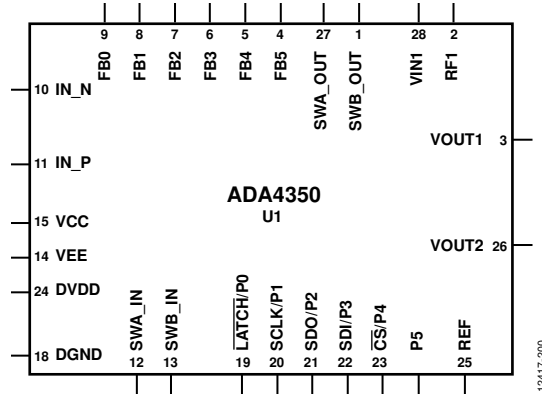 9 8 7 6 5 4 27 1 28 2
FB0 FB1 FB2 FB3 FB4 FB5 SWA_OUT SWB_OUT VIN1 RF1
10 IN_N
VOUT1 3
11 IN_P
ADA4350
U1
15 VCC
VOUT2 26
14 VEE
24 DVDD
18 DGND
SWA_IN SWB_IN LATCH/P0 SCLK/P1 SDO/P2 SDI/P3 CS/P4 P5 REF
12 13 19 20 21 22 23 16 25
12417-200